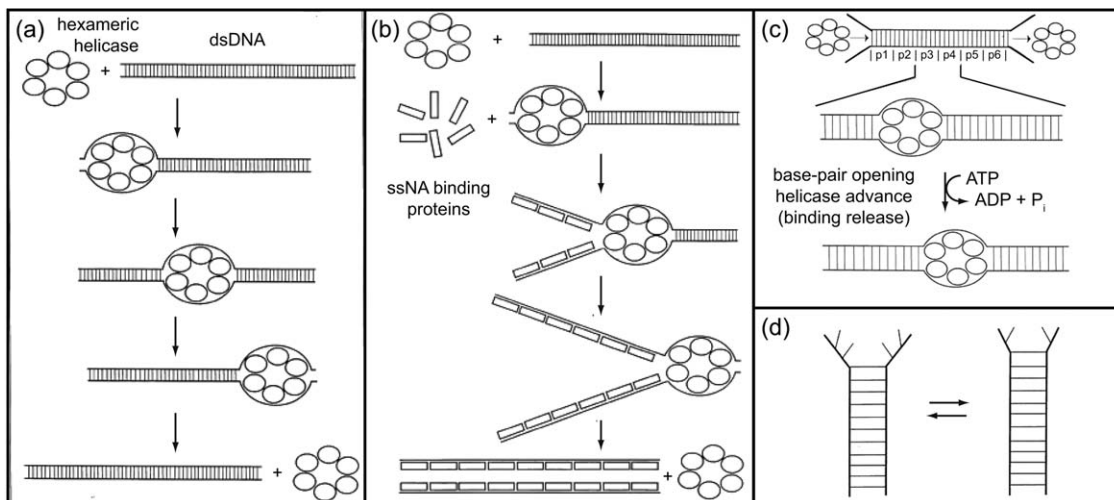 (a)
hexameric
helicase
dsDNA
+
+
(b)
+
+
ssNA binding
proteins
+
(c)
| p1 | p2 | p3 | p4 | p5 | p6 |
base-pair opening
helicase advance
(binding release)
ATP
ADP + Pi
(d)